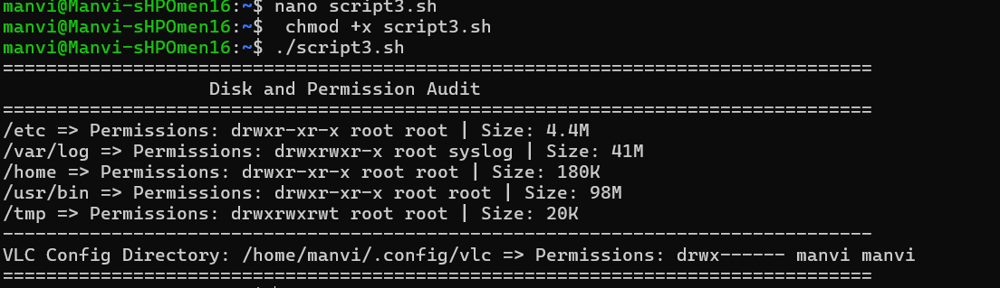 manvi@Manvi-sHPOmen16:~$ nano script3.sh
manvi@Manvi-sHPOmen16:~$  chmod +x script3.sh
manvi@Manvi-sHPOmen16:~$ ./script3.sh
================================================================================
                   Disk and Permission Audit
================================================================================
/etc => Permissions: drwxr-xr-x root root | Size: 4.4M
/var/log => Permissions: drwxrwxr-x root syslog | Size: 41M
/home => Permissions: drwxr-xr-x root root | Size: 180K
/usr/bin => Permissions: drwxr-xr-x root root | Size: 98M
/tmp => Permissions: drwxrwxrwt root root | Size: 20K
--------------------------------------------------------------------------------
VLC Config Directory: /home/manvi/.config/vlc => Permissions: drwx------ manvi manvi
================================================================================